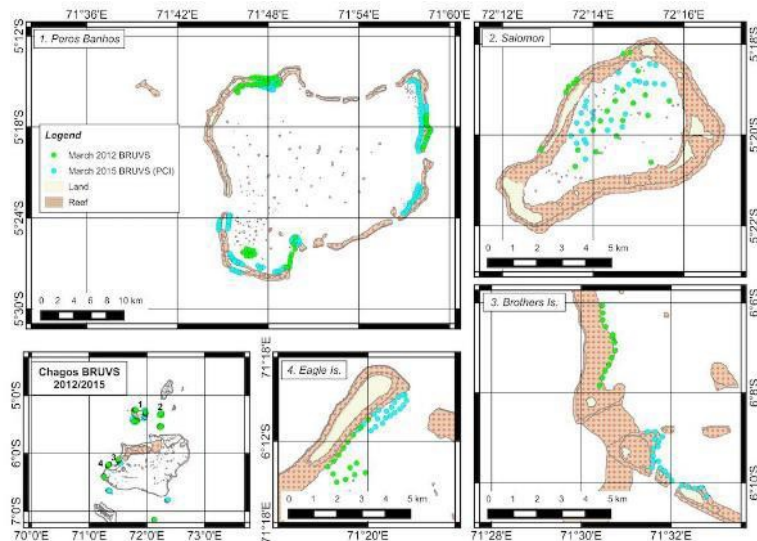 71°36'E 71°42'E 71°48'E 71°54'E 71°60'E
5°12'S
5°18'S
5°24'S
5°30'S
1. Peros Banhos
Legend
March 2012 BRUVS
March 2015 BRUVS (PCI)
Land
Reef
0 2 4 6 8 10 km
72°12'E 72°14'E 72°16'E
2. Salomon
5°18'S
5°20'S
5°22'S
0 1 2 3 4 5 km
Chagos BRUVS
2012/2015
5°0'S
6°0'S
7°0'S
1
2
3
4
70°0'E 71°0'E 72°0'E 73°0'E
4. Eagle Is.
71°18'E
6°12'S
71°18'E
0 1 2 3 4 5 km
71°20'E
3. Brothers Is.
6°6'S
6°8'S
6°10'S
0 1 2 3 4 5 km
71°28'E 71°30'E 71°32'E